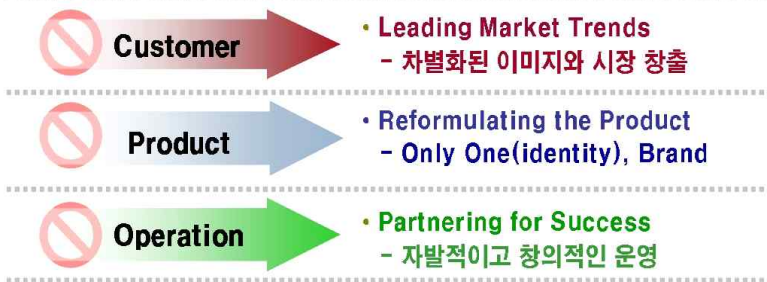 Customer
• Leading Market Trends
- 차별화된 이미지와 시장 창출
Product
• Reformulating the Product
- Only One(identity), Brand
Operation
• Partnering for Success
- 자발적이고 창의적인 운영